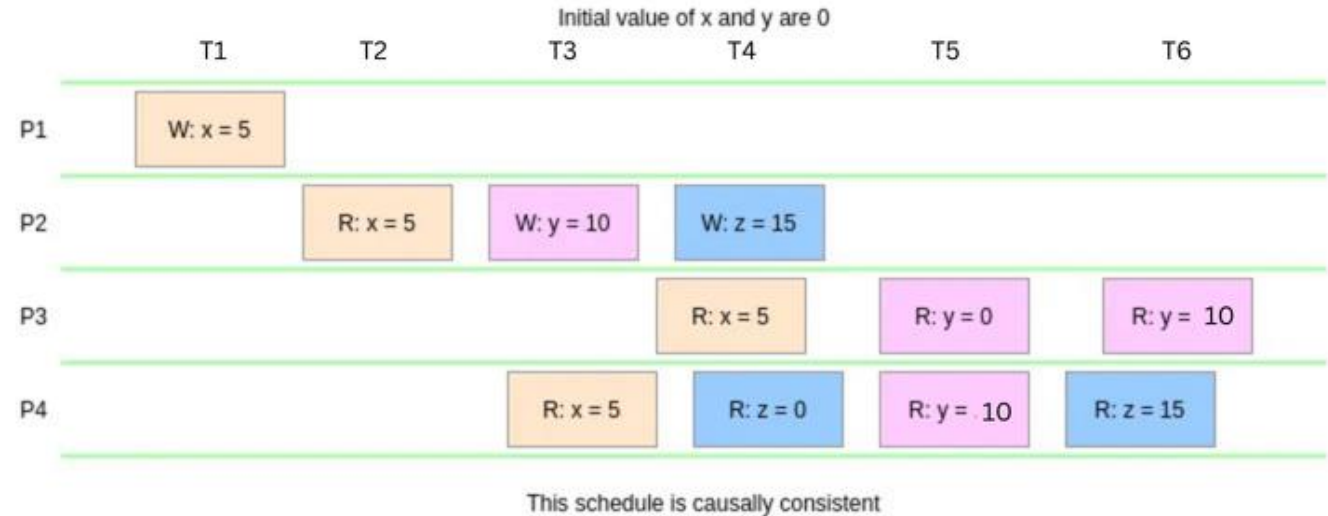 Initial value of x and y are 0
T1 T2 T3 T4 T5 T6
P1 W: x = 5
P2 R: x = 5 W: y = 10 W: z = 15
P3 R: x = 5 R: y = 0 R: y = 10
P4 R: x = 5 R: z = 0 R: y = 10 R: z = 15
This schedule is causally consistent